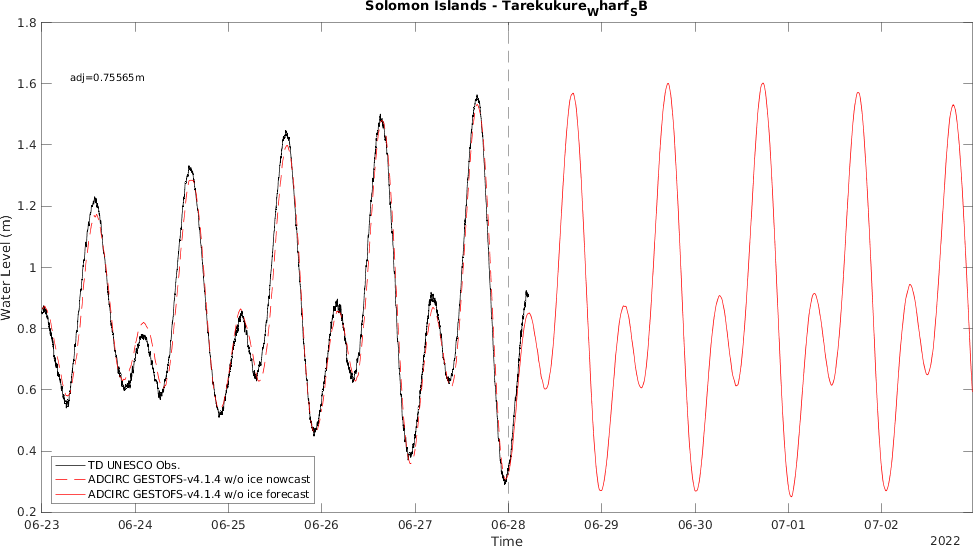 Solomon Islands - TarekukureWharfSB
1.8
1.6
1.4
1.2
1
0.8
0.6
0.4
0.2
Water Level (m)
adj=0.75565m
TD UNESCO Obs.
ADCIRC GESTOFS-v4.1.4 w/o ice nowcast
ADCIRC GESTOFS-v4.1.4 w/o ice forecast
06-23 06-24 06-25 06-26 06-27 06-28 06-29 06-30 07-01 07-02
Time
2022